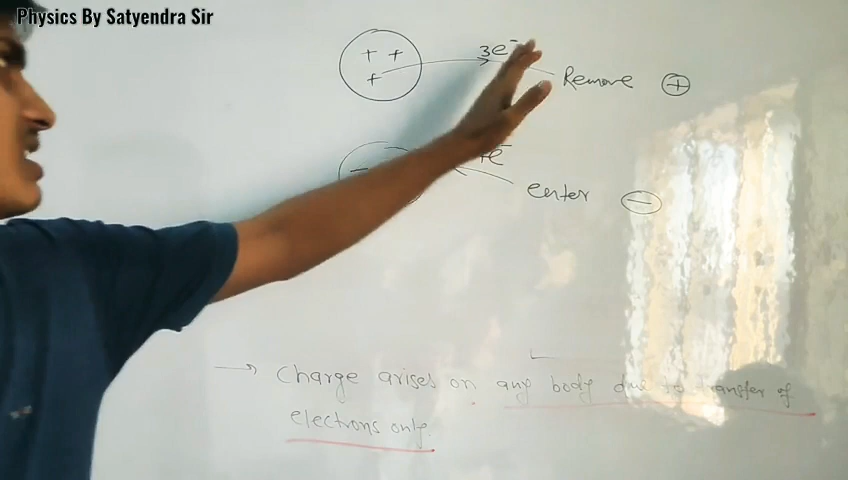 Physics By Satyendra Sir
+ +
+
3e⁻
Remove
+
-
e⁻
enter
-
→ Charge arises on any body due to transfer of
electrons only.